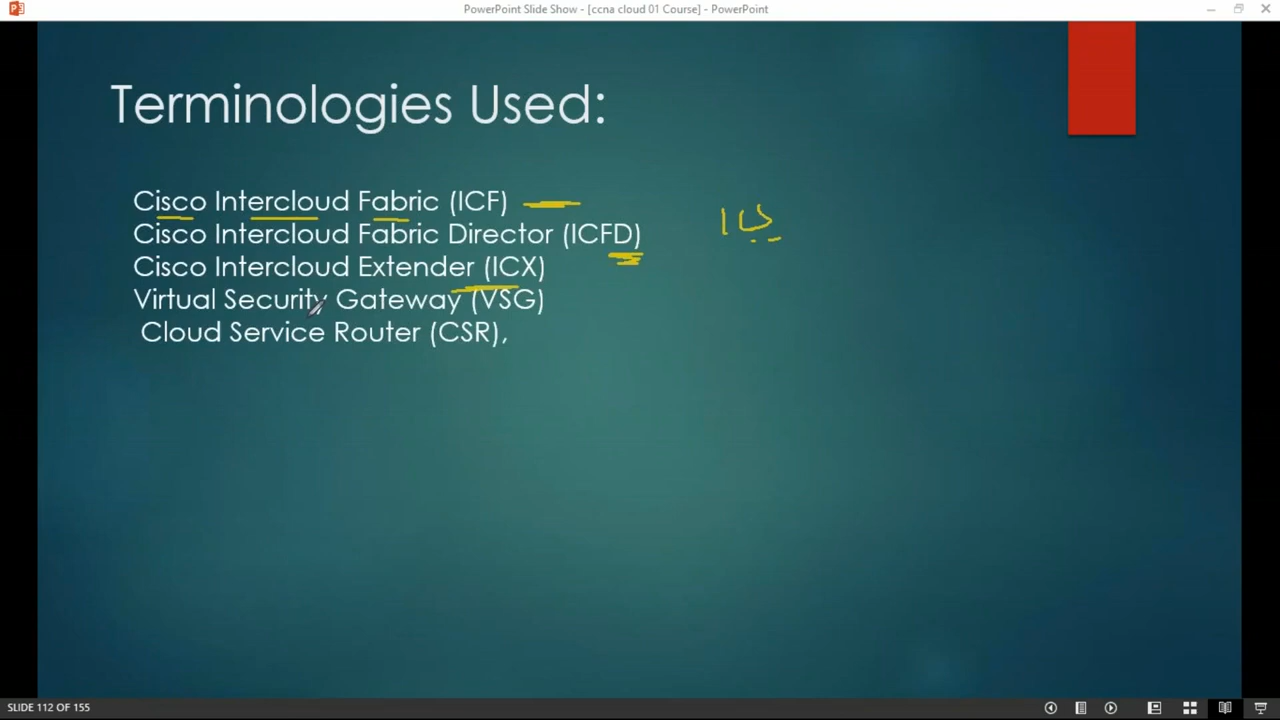 PowerPoint Slide Show - [ccna cloud 01 Course] - PowerPoint
Terminologies Used:
Cisco Intercloud Fabric (ICF)
Cisco Intercloud Fabric Director (ICFD)
Cisco Intercloud Extender (ICX)
Virtual Security Gateway (VSG)
Cloud Service Router (CSR),
SLIDE 112 OF 155